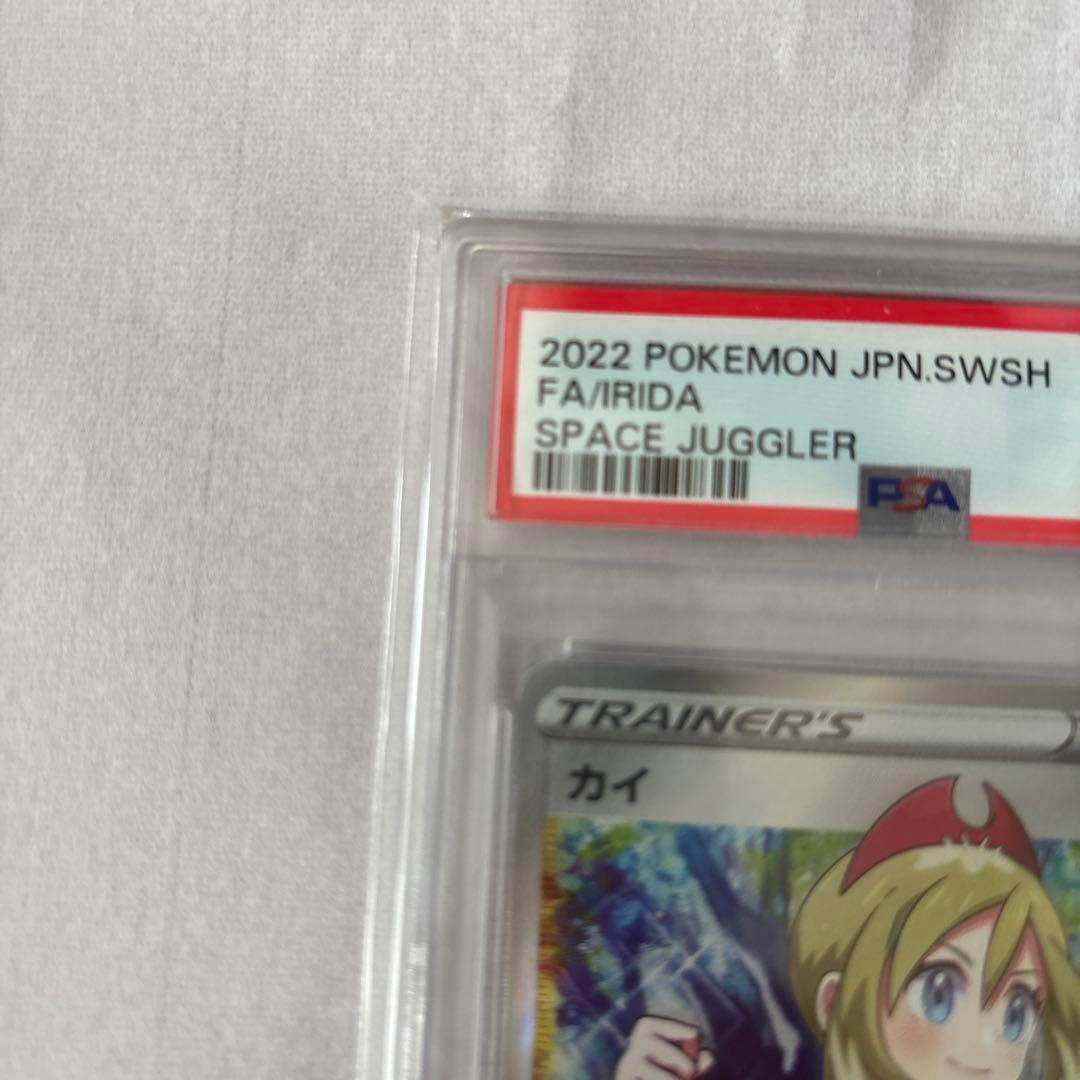 2022 POKEMON JPN.SWSH
FA/IRIDA
SPACE JUGGLER
PSA
TRAINER'S
カイ